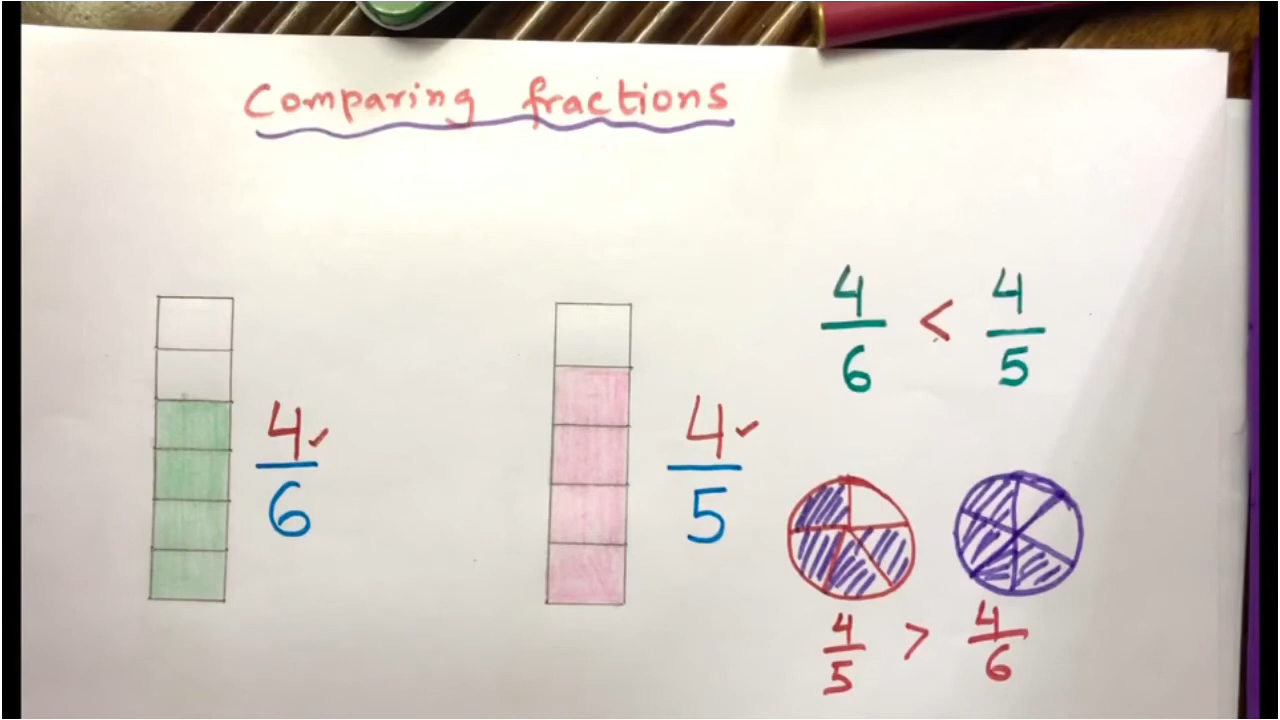 Comparing fractions
4/6
4/5
4/6 < 4/5
4/5 > 4/6